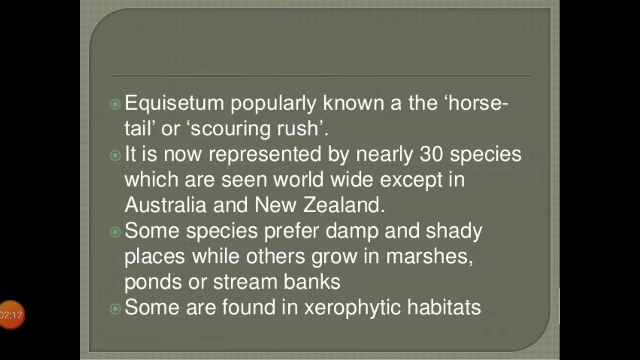 Equisetum popularly known a the ‘horse-
tail’ or ‘scouring rush’.
It is now represented by nearly 30 species
which are seen world wide except in
Australia and New Zealand.
Some species prefer damp and shady
places while others grow in marshes,
ponds or stream banks
Some are found in xerophytic habitats
02:12